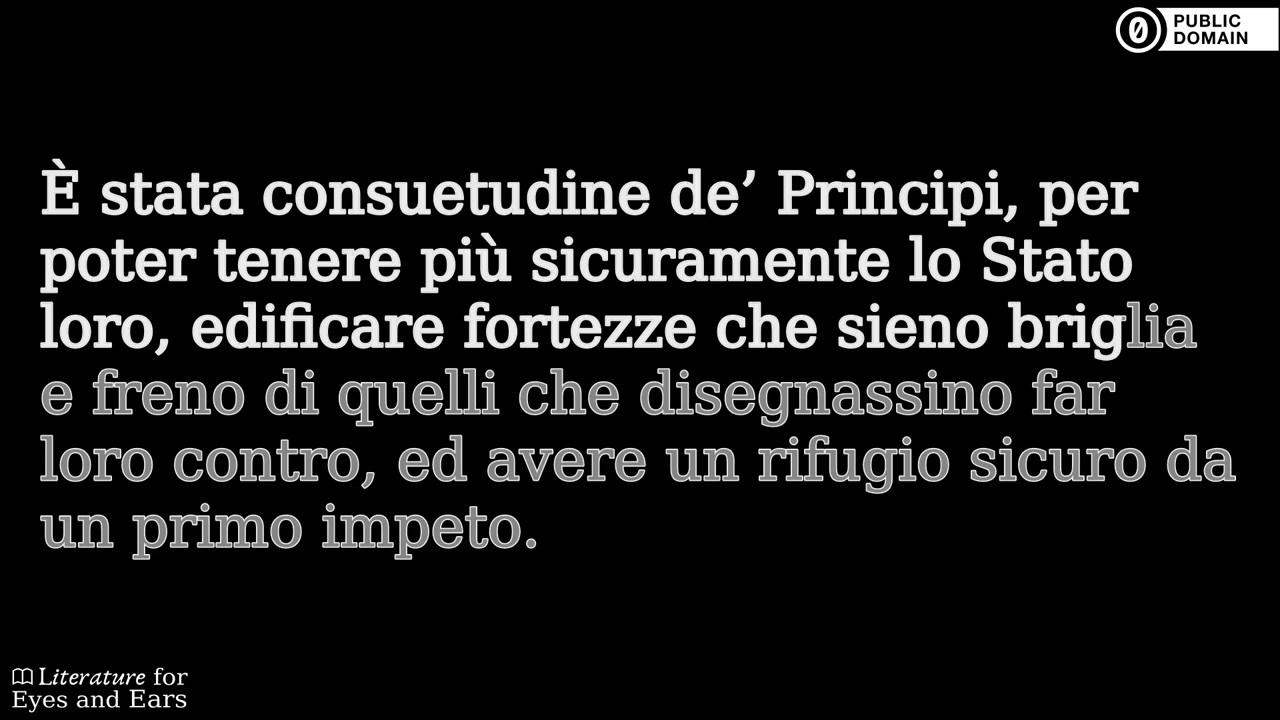 PUBLIC
DOMAIN
È stata consuetudine de’ Principi, per
poter tenere più sicuramente lo Stato
loro, edificare fortezze che sieno briglia
e freno di quelli che disegnassino far
loro contro, ed avere un rifugio sicuro da
un primo impeto.
Literature for
Eyes and Ears